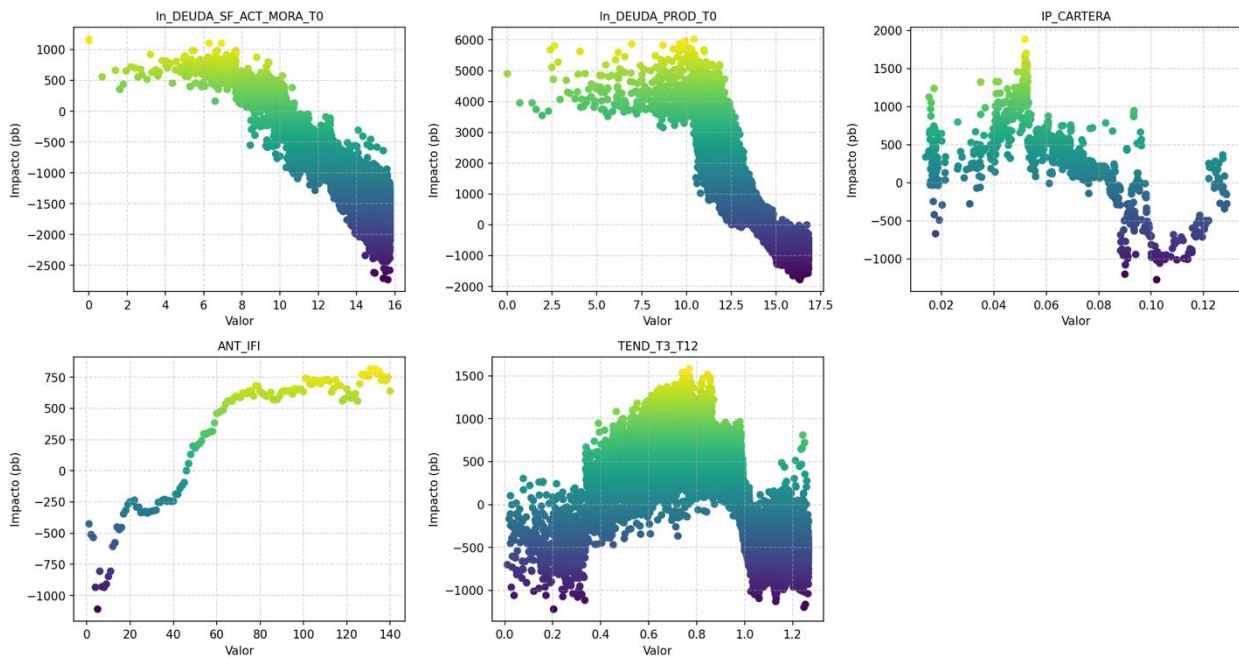 ln_DEUDA_SF_ACT_MORA_T0
Impacto (pb)
1000
500
0
−500
−1000
−1500
−2000
−2500
0 2 4 6 8 10 12 14 16
Valor
ln_DEUDA_PROD_T0
Impacto (pb)
6000
5000
4000
3000
2000
1000
0
−1000
−2000
0.0 2.5 5.0 7.5 10.0 12.5 15.0 17.5
Valor
IP_CARTERA
Impacto (pb)
2000
1500
1000
500
0
−500
−1000
0.02 0.04 0.06 0.08 0.10 0.12
Valor
ANT_IFI
Impacto (pb)
750
500
250
0
−250
−500
−750
−1000
0 20 40 60 80 100 120 140
Valor
TEND_T3_T12
Impacto (pb)
1500
1000
500
0
−500
−1000
0.0 0.2 0.4 0.6 0.8 1.0 1.2
Valor